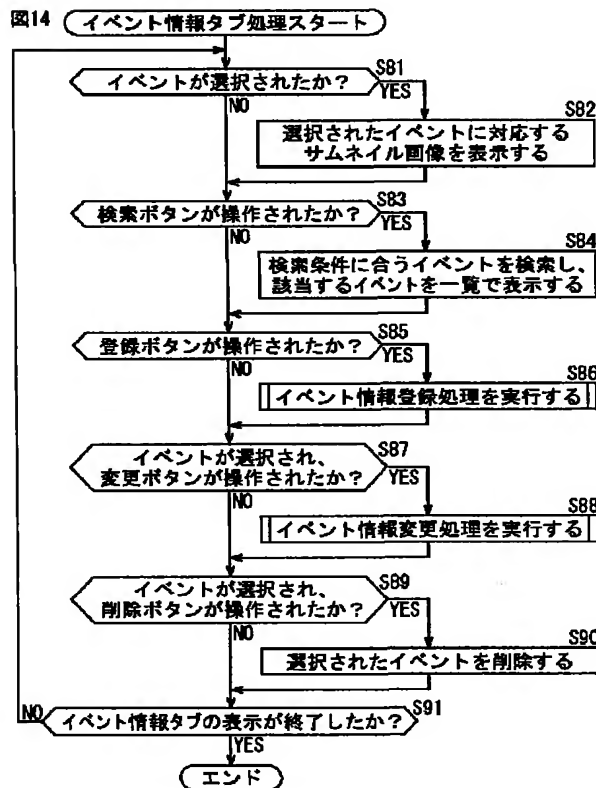 図14
イベント情報タブ処理スタート
イベントが選択されたか?
S81
YES
NO
S82
選択されたイベントに対応する
サムネイル画像を表示する
検索ボタンが操作されたか?
S83
YES
NO
S84
検索条件に合うイベントを検索し、
該当するイベントを一覧で表示する
登録ボタンが操作されたか?
S85
YES
NO
S86
イベント情報登録処理を実行する
イベントが選択され、
変更ボタンが操作されたか?
S87
YES
NO
S88
イベント情報変更処理を実行する
イベントが選択され、
削除ボタンが操作されたか?
S89
YES
NO
S90
選択されたイベントを削除する
NO
イベント情報タブの表示が終了したか?
S91
YES
エンド